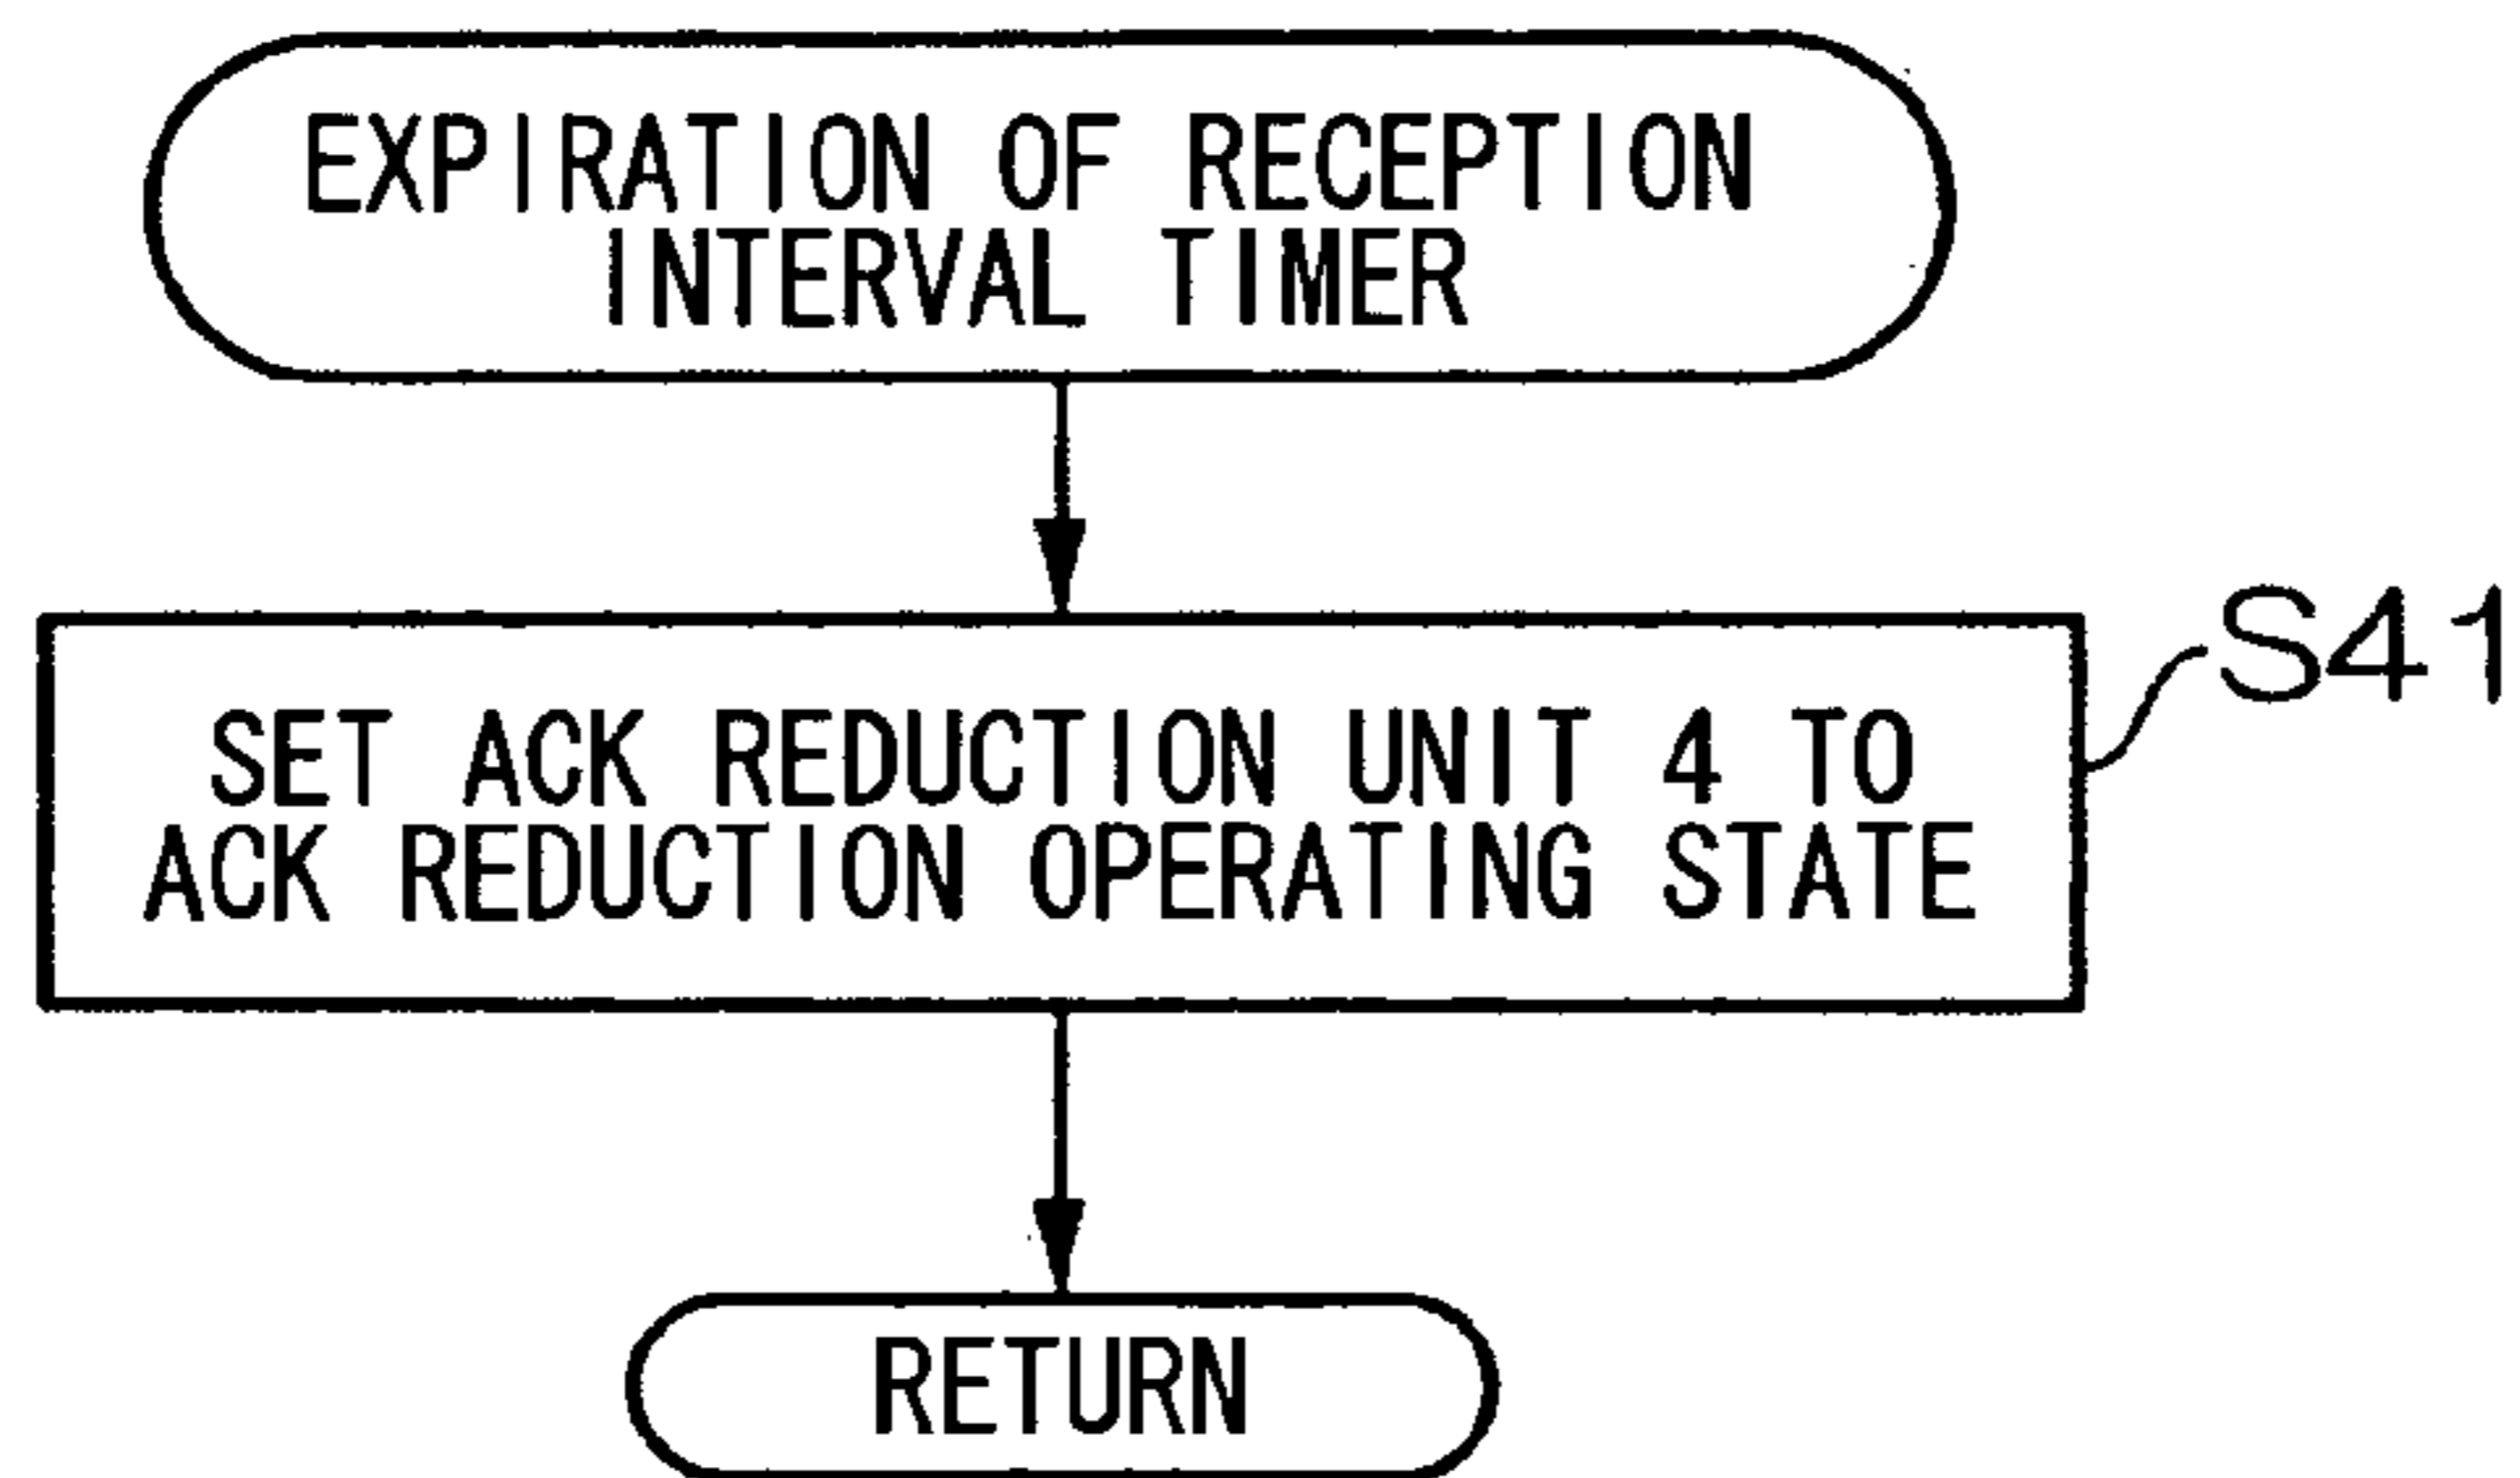 EXPIRATION OF RECEPTION
INTERVAL TIMER
S41
SET ACK REDUCTION UNIT 4 TO
ACK REDUCTION OPERATING STATE
RETURN